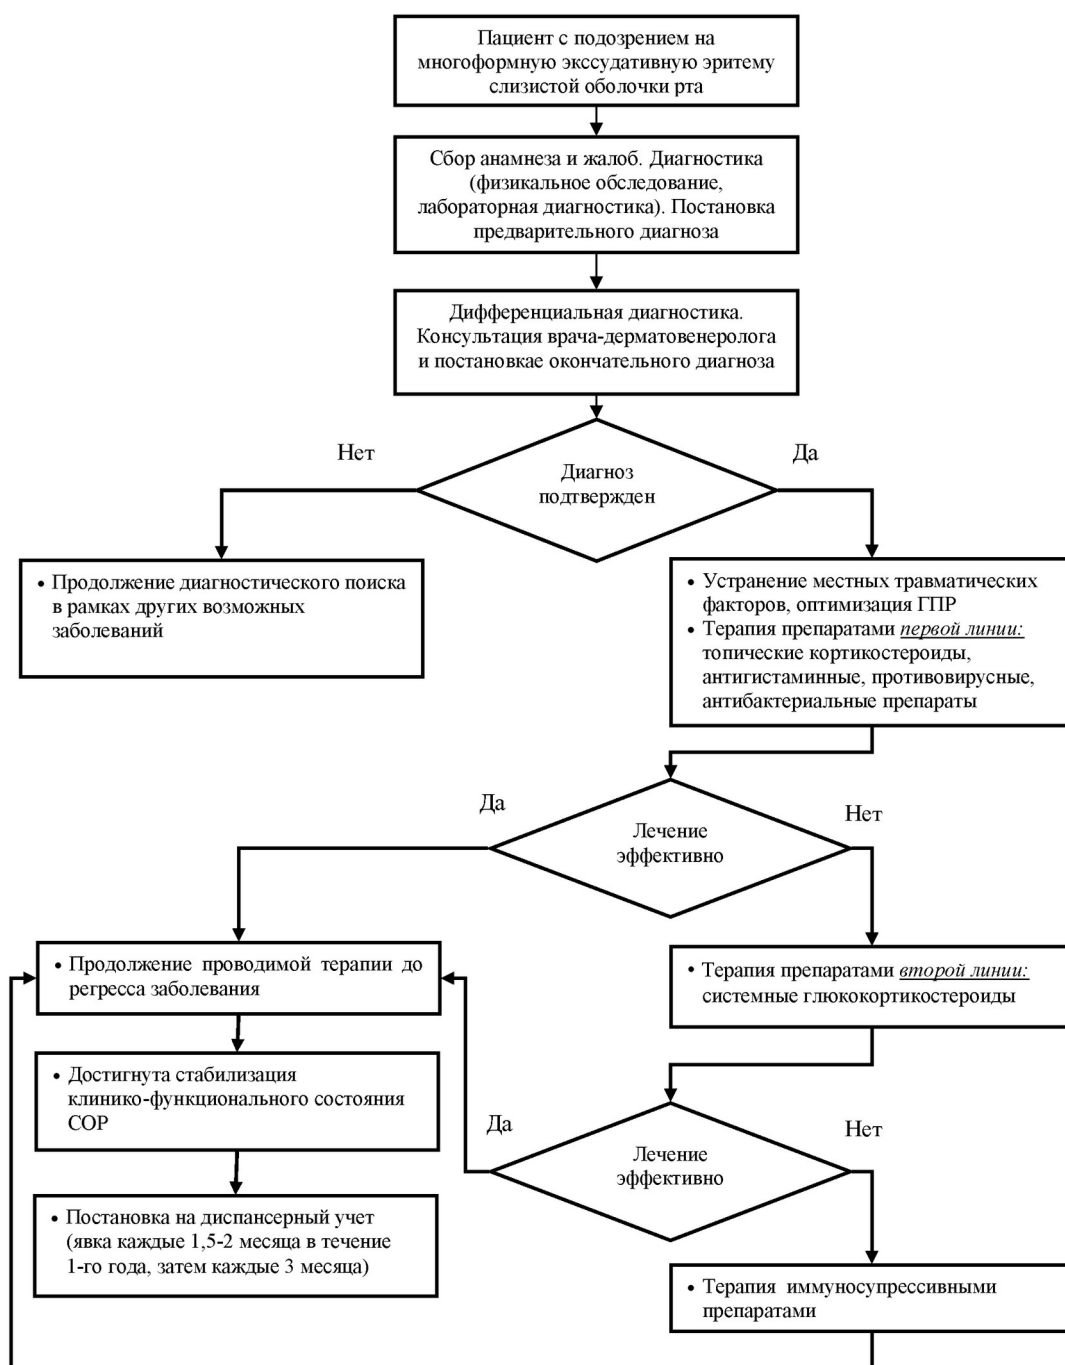 Пациент с подозрением на
многоформную экссудативную эритему
слизистой оболочки рта
Сбор анамнеза и жалоб. Диагностика
(физикальное обследование,
лабораторная диагностика). Постановка
предварительного диагноза
Дифференциальная диагностика.
Консультация врача-дерматовенеролога
и постановкае окончательного диагноза
Нет
Да
Диагноз
подтвержден
• Продолжение диагностического поиска
в рамках других возможных
заболеваний
• Устранение местных травматических
факторов, оптимизация ГПР
• Терапия препаратами первой линии:
топические кортикостероиды,
антигистаминные, противовирусные,
антибактериальные препараты
Да
Нет
Лечение
эффективно
• Продолжение проводимой терапии до
регресса заболевания
• Терапия препаратами второй линии:
системные глюкокортикостероиды
• Достигнута стабилизация
клинико-функционального состояния
СОР
Да
Нет
Лечение
эффективно
• Постановка на диспансерный учет
(явка каждые 1,5-2 месяца в течение
1-го года, затем каждые 3 месяца)
• Терапия иммуносупрессивными
препаратами